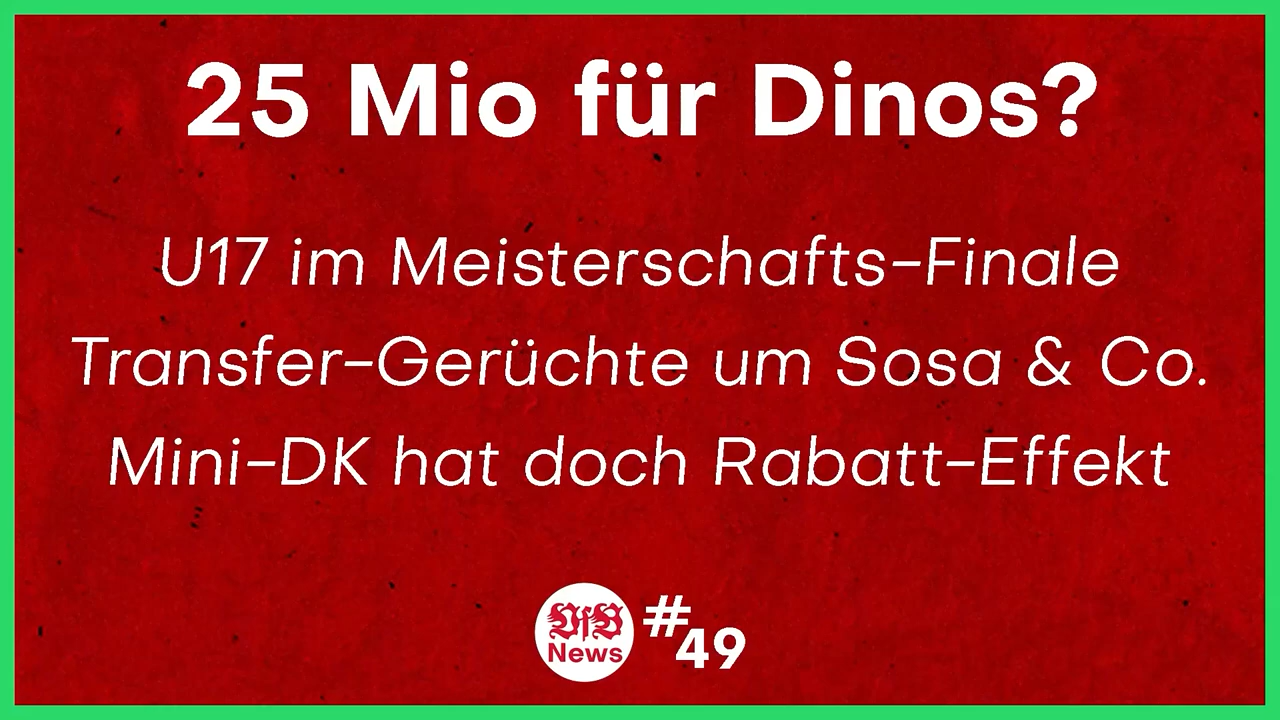 25 Mio für Dinos?
U17 im Meisterschafts-Finale
Transfer-Gerüchte um Sosa & Co.
Mini-DK hat doch Rabatt-Effekt
VfB
News
#49